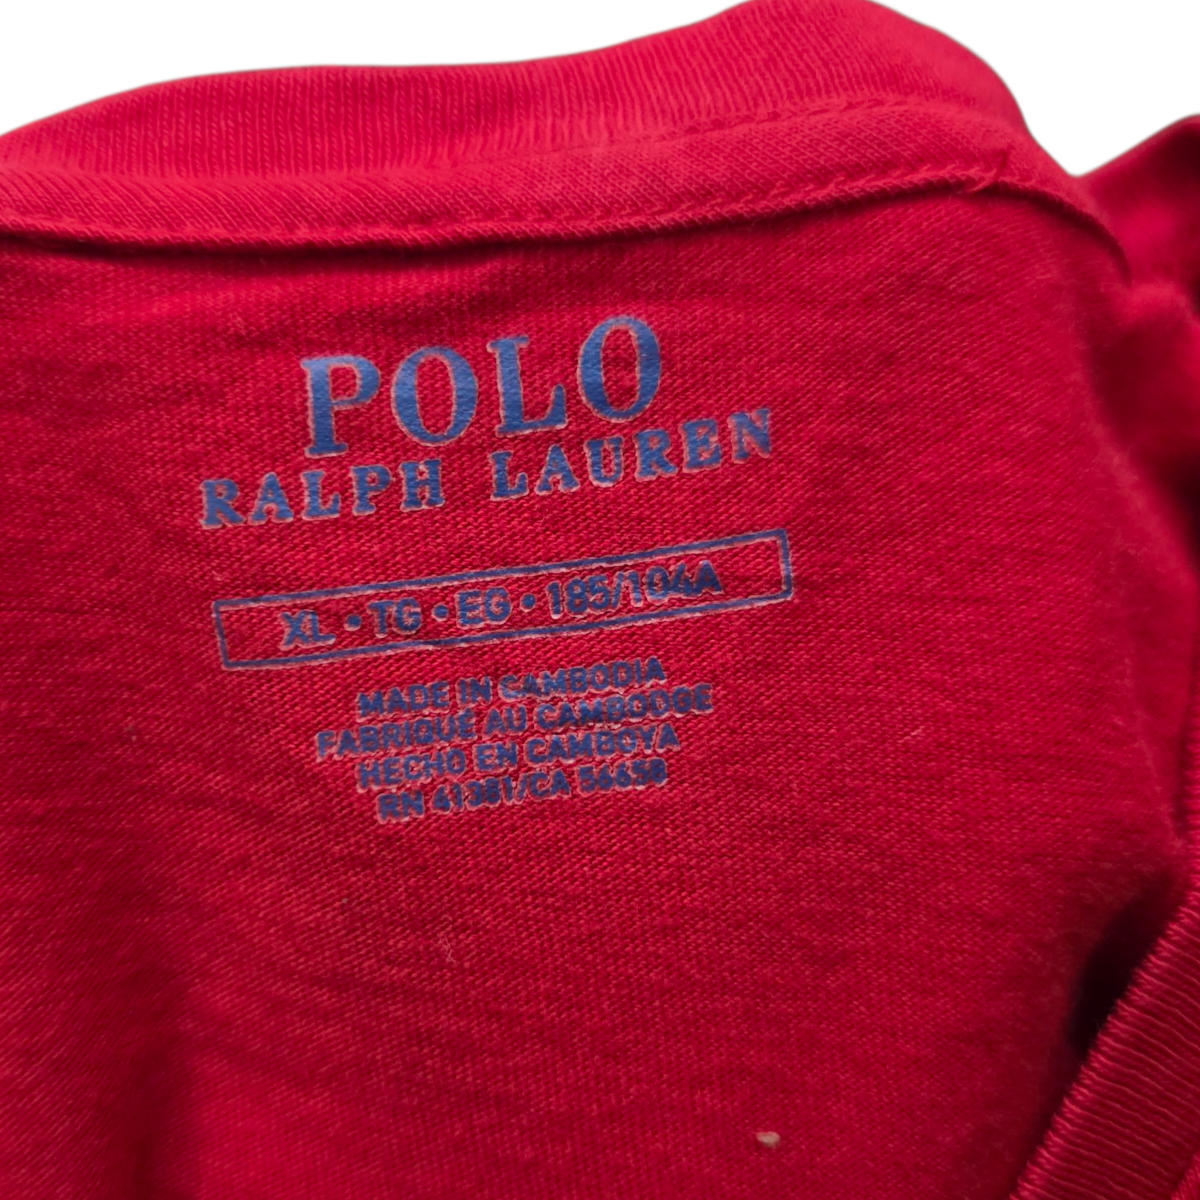 POLO
RALPH LAUREN
XL • TG • EG • 185/104A
MADE IN CAMBODIA
FABRIQUÉ AU CAMBODGE
HECHO EN CAMBOYA
RN 41381/CA 56658